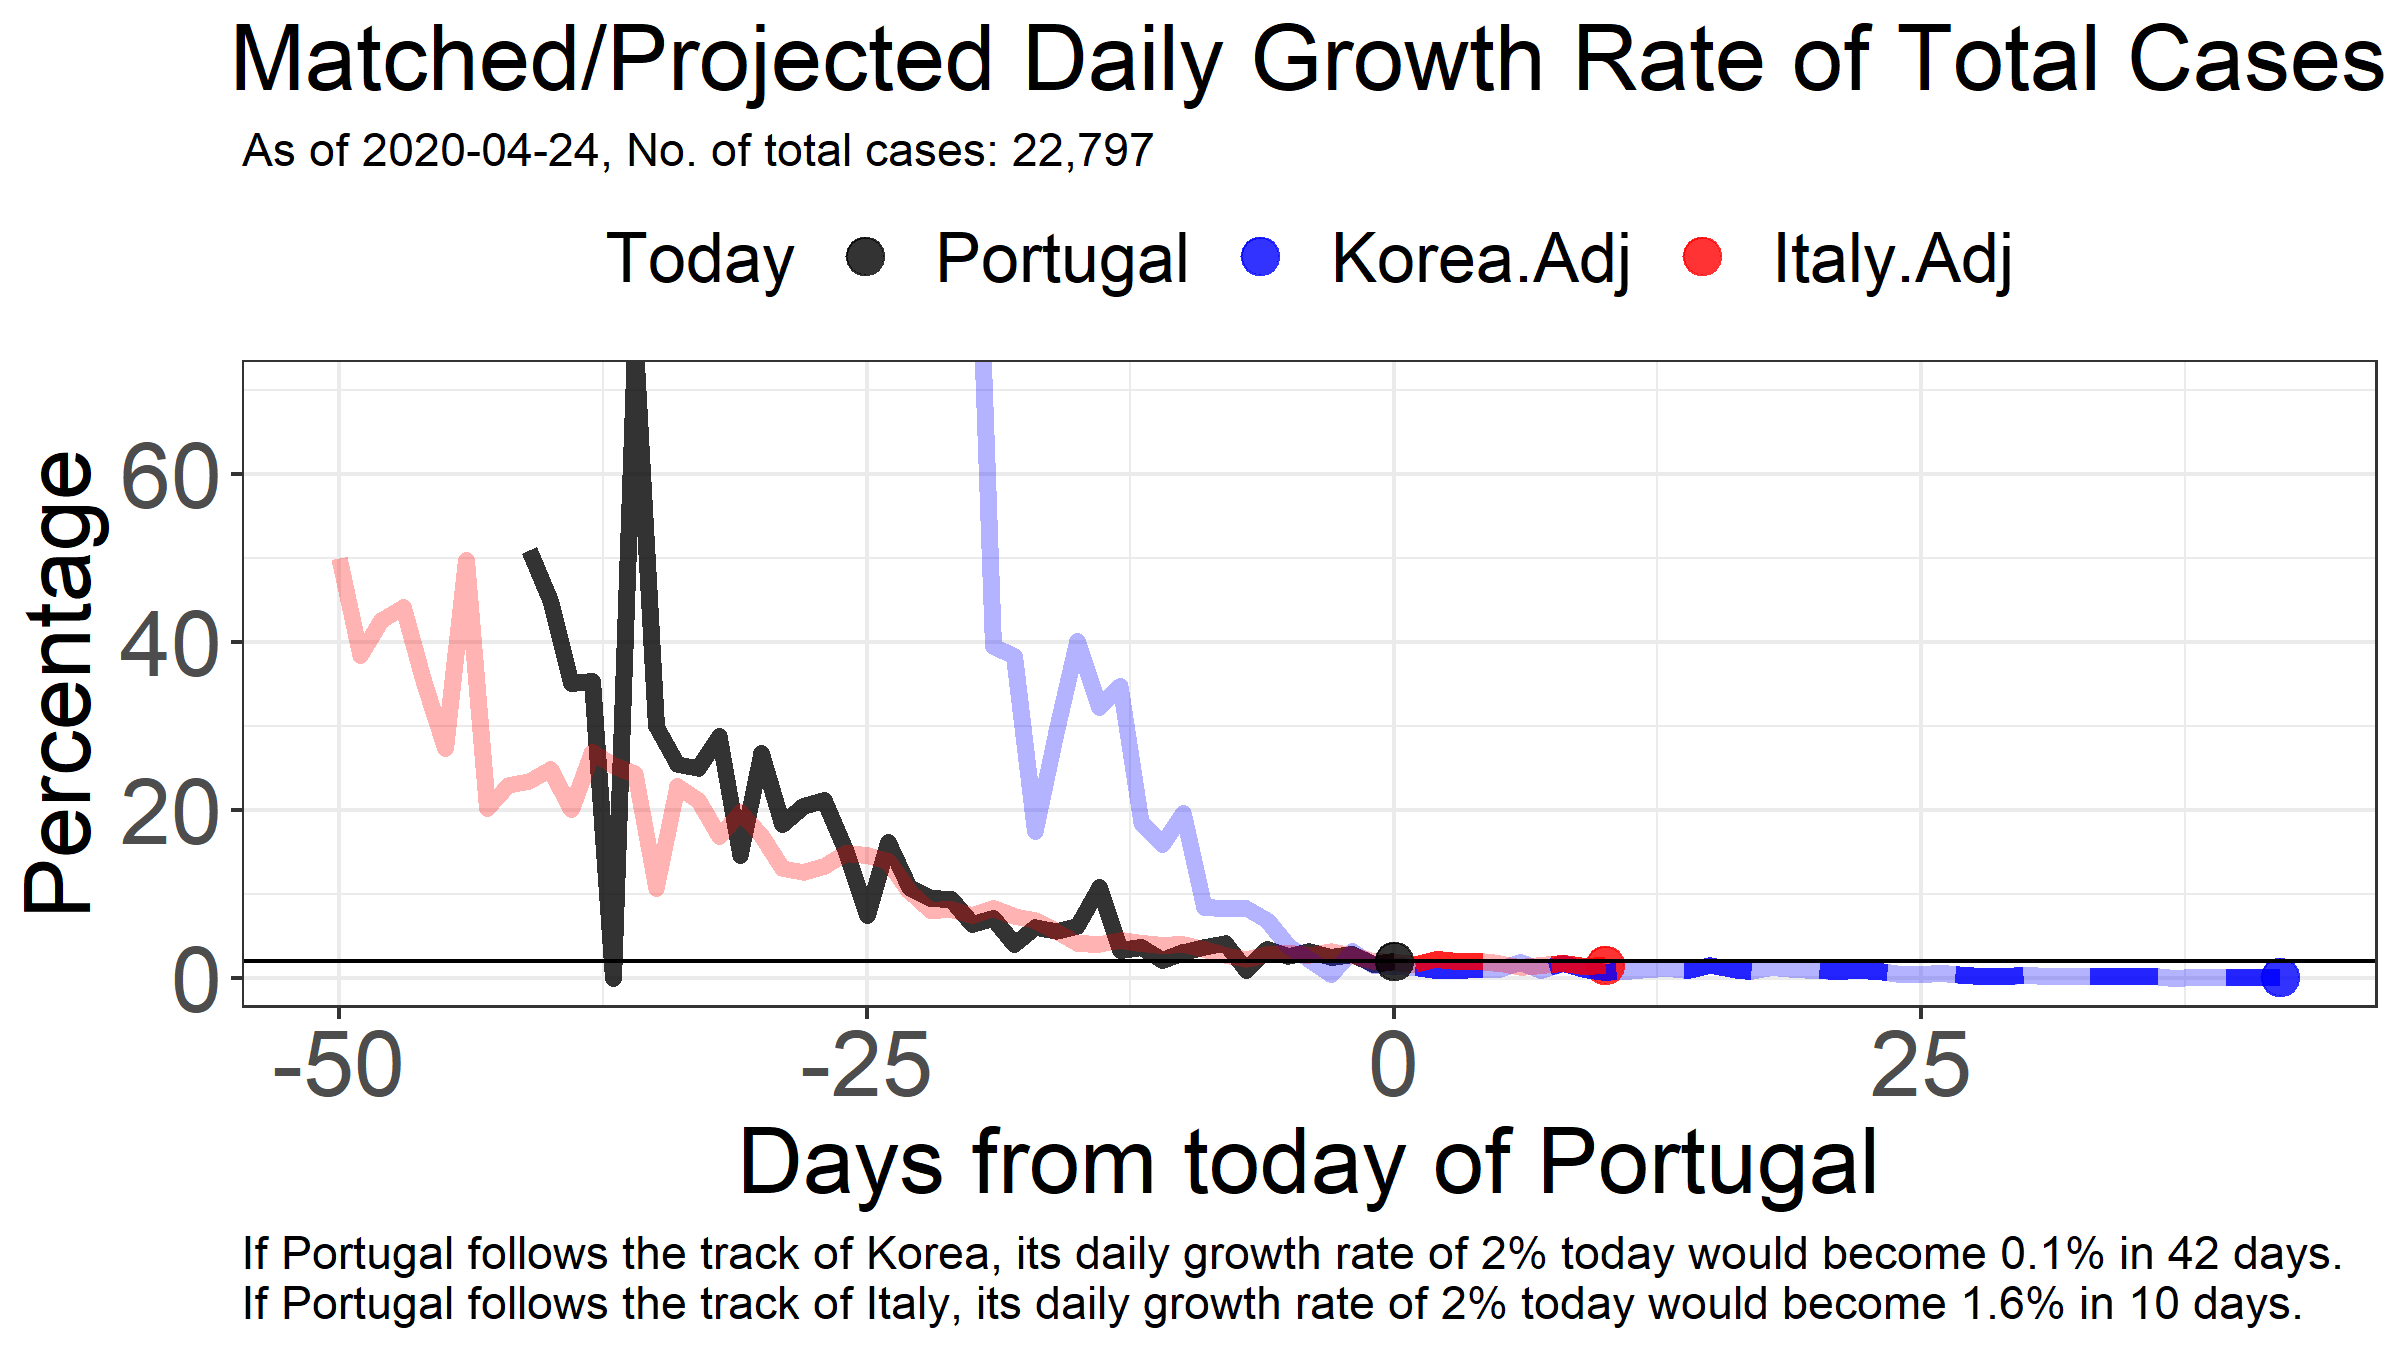 Matched/Projected Daily Growth Rate of Total Cases
As of 2020-04-24, No. of total cases: 22,797
Today Portugal Korea.Adj Italy.Adj
Percentage
60
40
20
0
-50 -25 0 25
Days from today of Portugal
If Portugal follows the track of Korea, its daily growth rate of 2% today would become 0.1% in 42 days.
If Portugal follows the track of Italy, its daily growth rate of 2% today would become 1.6% in 10 days.